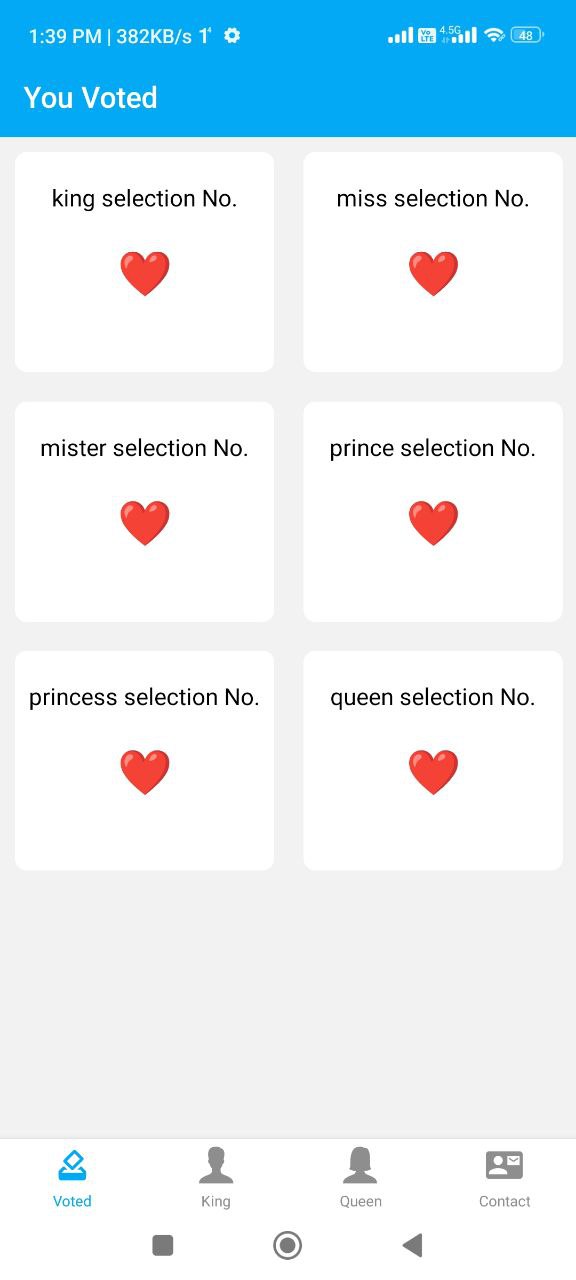 1:39 PM | 382KB/s
4.5G
Vo LTE
48
You Voted
king selection No.
miss selection No.
mister selection No.
prince selection No.
princess selection No.
queen selection No.
Voted
King
Queen
Contact